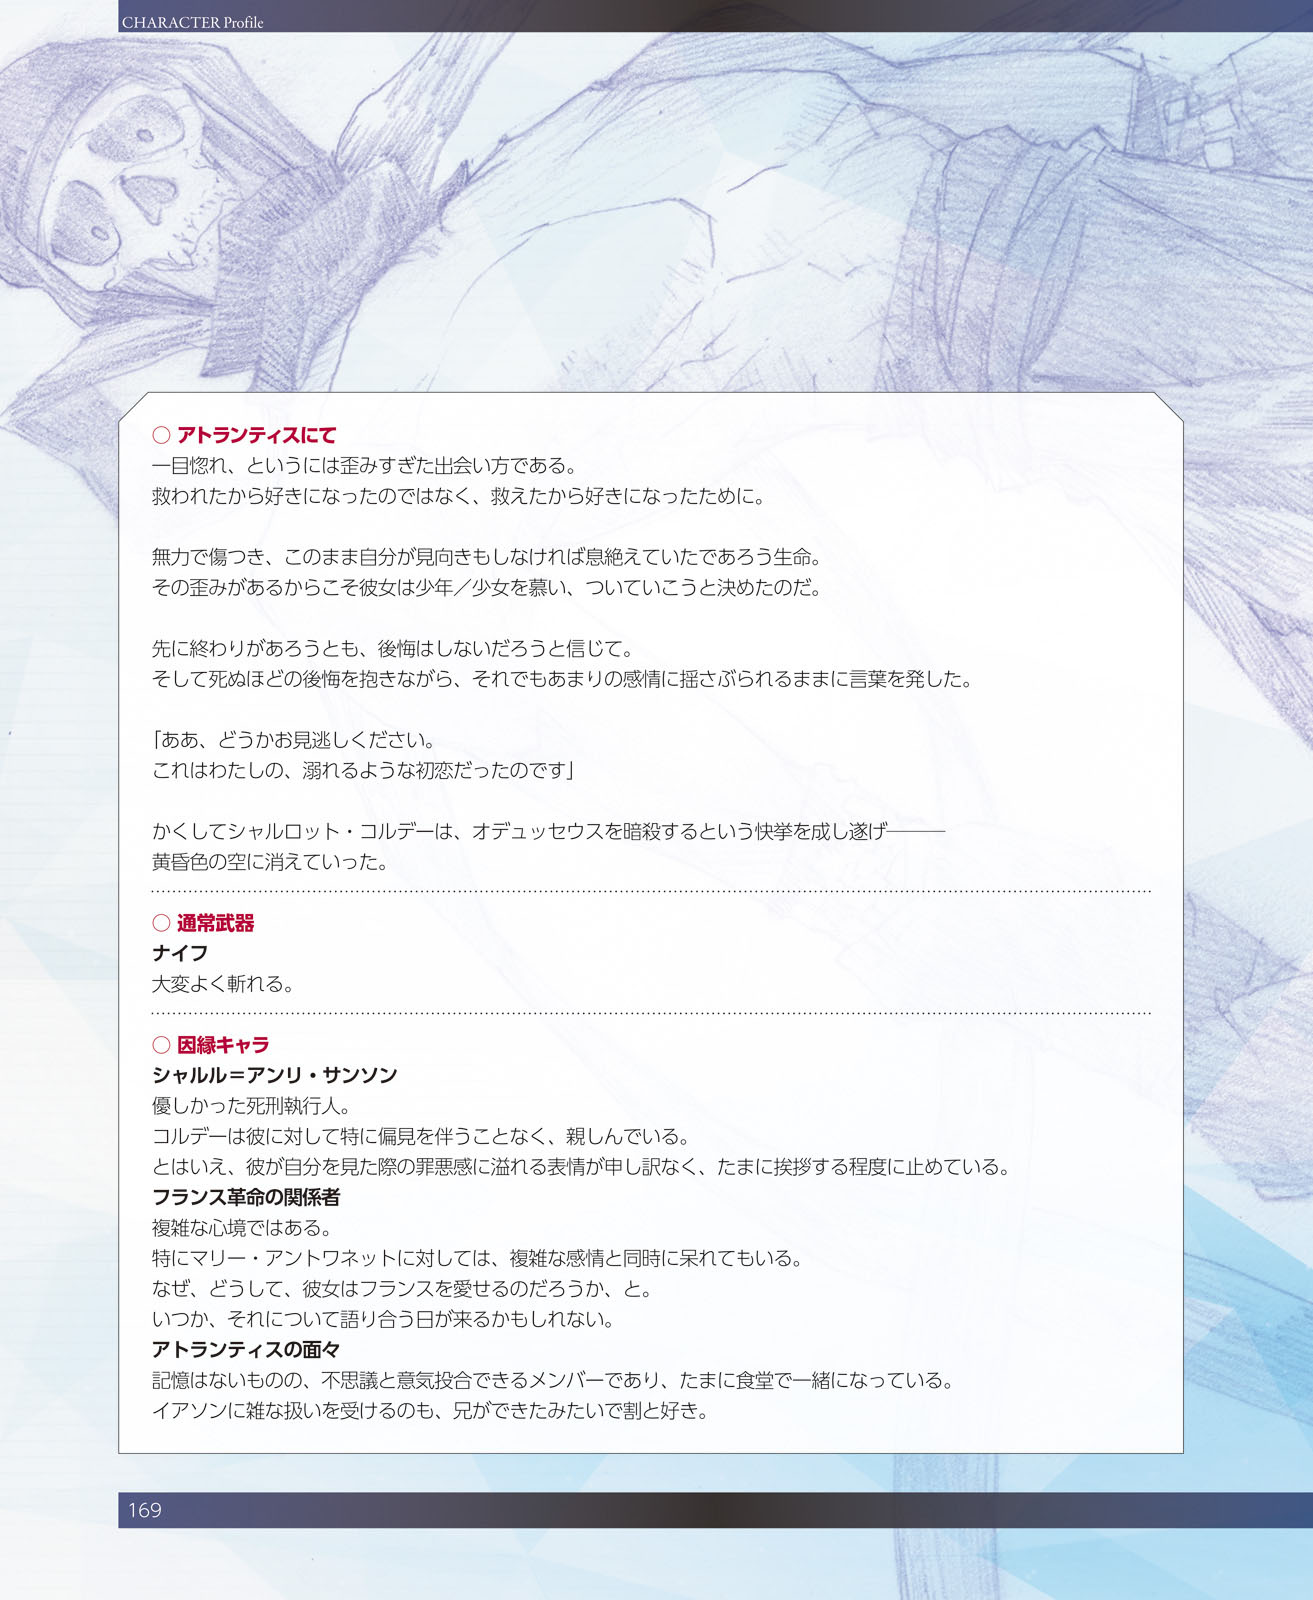 CHARACTER Profile
○ アトランティスにて
一目惚れ、というには歪みすぎた出会い方である。
救われたから好きになったのではなく、救えたから好きになったために。
無力で傷つき、このまま自分が見向きもしなければ息絶えていたであろう生命。
その歪みがあるからこそ彼女は少年／少女を慕い、ついていこうと決めたのだ。
先に終わりがあろうとも、後悔はしないだろうと信じて。
そして死ぬほどの後悔を抱きながら、それでもあまりの感情に揺さぶられるままに言葉を発した。
「ああ、どうかお見逃しください。
これはわたしの、溺れるような初恋だったのです」
かくしてシャルロット・コルデーは、オデュッセウスを暗殺するという快挙を成し遂げ―――
黄昏色の空に消えていった。
○ 通常武器
ナイフ
大変よく斬れる。
○ 因縁キャラ
シャルル＝アンリ・サンソン
優しかった死刑執行人。
コルデーは彼に対して特に偏見を伴うことなく、親しんでいる。
とはいえ、彼が自分を見た際の罪悪感に溢れる表情が申し訳なく、たまに挨拶する程度に止めている。
フランス革命の関係者
複雑な心境ではある。
特にマリー・アントワネットに対しては、複雑な感情と同時に呆れてもいる。
なぜ、どうして、彼女はフランスを愛せるのだろうか、と。
いつか、それについて語り合う日が来るかもしれない。
アトランティスの面々
記憶はないものの、不思議と意気投合できるメンバーであり、たまに食堂で一緒になっている。
イアソンに雑な扱いを受けるのも、兄ができたみたいで割と好き。
169